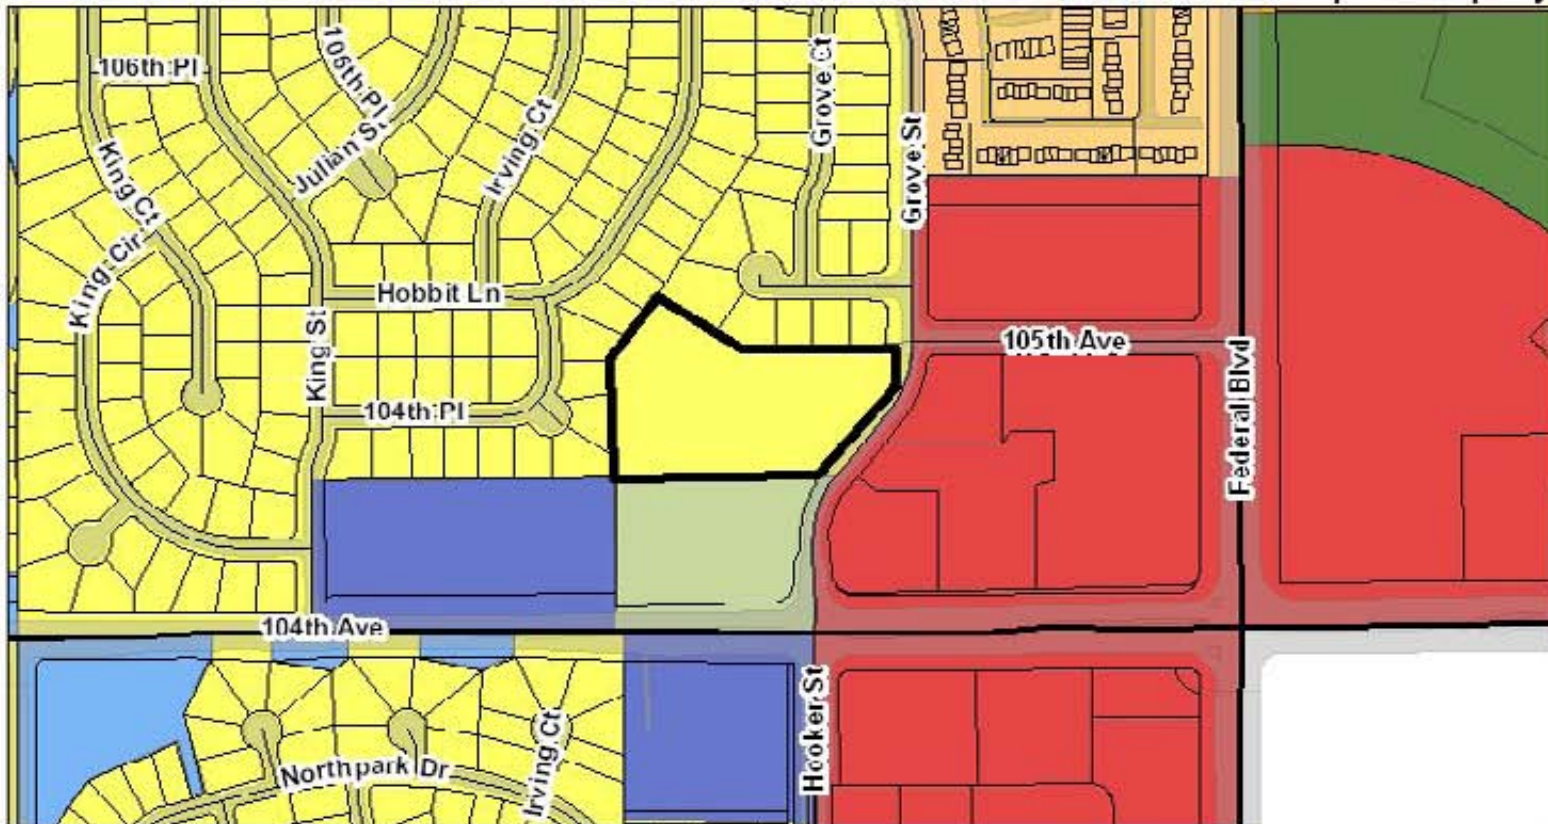 106th Pl
106th Pl
Grove Ct
Julian St
Irving Ct
King Ct
Grove St
King Cir
Hobbit Ln
King St
105th Ave
104th Pl
Federal Blvd
104th Ave
Hooker St
Northpark Dr
Irving Ct